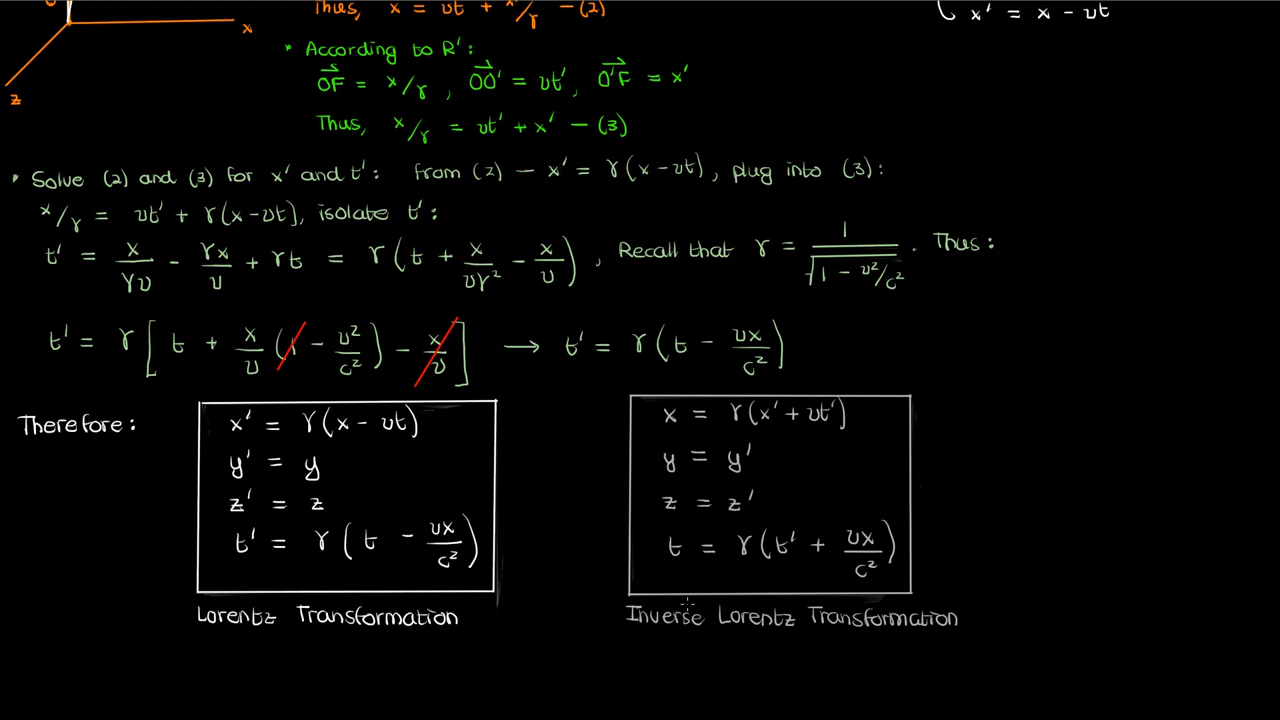 Thus, x = vt + x'/γ – (2)
x' = x – vt
x
z
* According to R':
OF = x/γ, OO' = vt', O'F = x'
Thus, x/γ = vt' + x' – (3)
* Solve (2) and (3) for x' and t': From (2) – x' = γ(x – vt), plug into (3):
x/γ = vt' + γ(x – vt), isolate t':
t' = x/γv – γx/v + γt = γ(t + x/vγ² – x/v), Recall that γ = 1/√(1 – v²/c²). Thus:
t' = γ[t + x/v (1 – v²/c²) – x/v] → t' = γ(t – vx/c²)
Therefore:
x' = γ(x – vt)
y' = y
z' = z
t' = γ(t – vx/c²)
Lorentz Transformation
x = γ(x' + vt')
y = y'
z = z'
t = γ(t' + vx/c²)
Inverse Lorentz Transformation